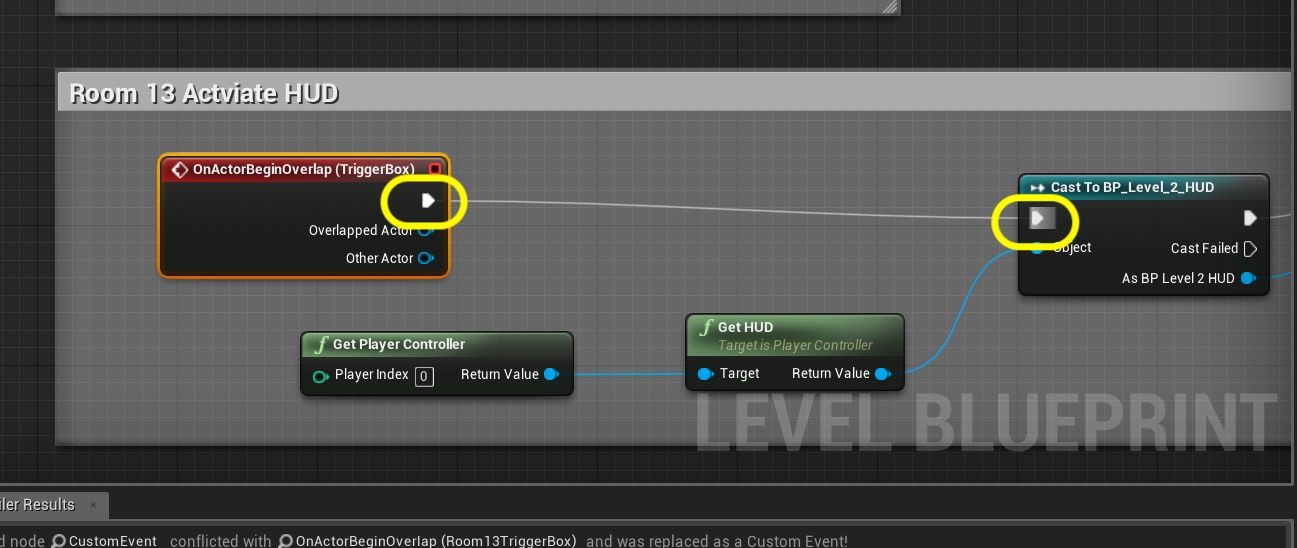 Room 13 Actviate HUD
OnActorBeginOverlap (TriggerBox)
Overlapped Actor
Other Actor
Cast To BP_Level_2_HUD
Object
Cast Failed
As BP Level 2 HUD
Get Player Controller
Player Index 0
Return Value
Get HUD
Target is Player Controller
Target
Return Value
LEVEL BLUEPRINT
iler Results
d node CustomEvent conflicted with OnActorBeginOverlap (Room13TriggerBox) and was replaced as a Custom Event!